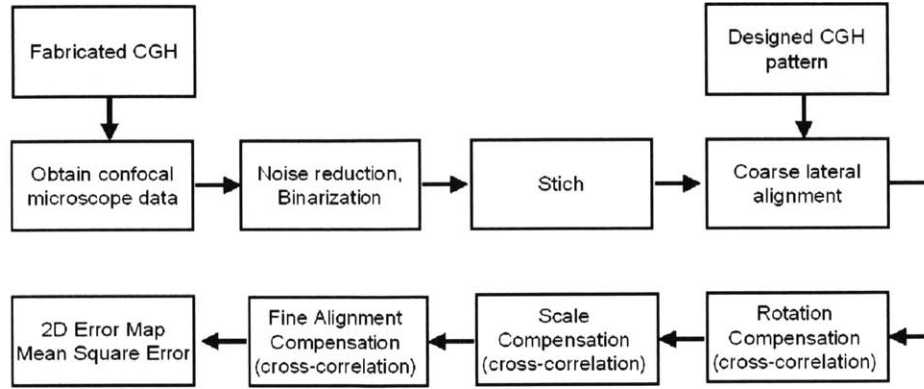 Fabricated CGH
Designed CGH
pattern
Obtain confocal
microscope data
Noise reduction,
Binarization
Stich
Coarse lateral
alignment
2D Error Map
Mean Square Error
Fine Alignment
Compensation
(cross-correlation)
Scale
Compensation
(cross-correlation)
Rotation
Compensation
(cross-correlation)